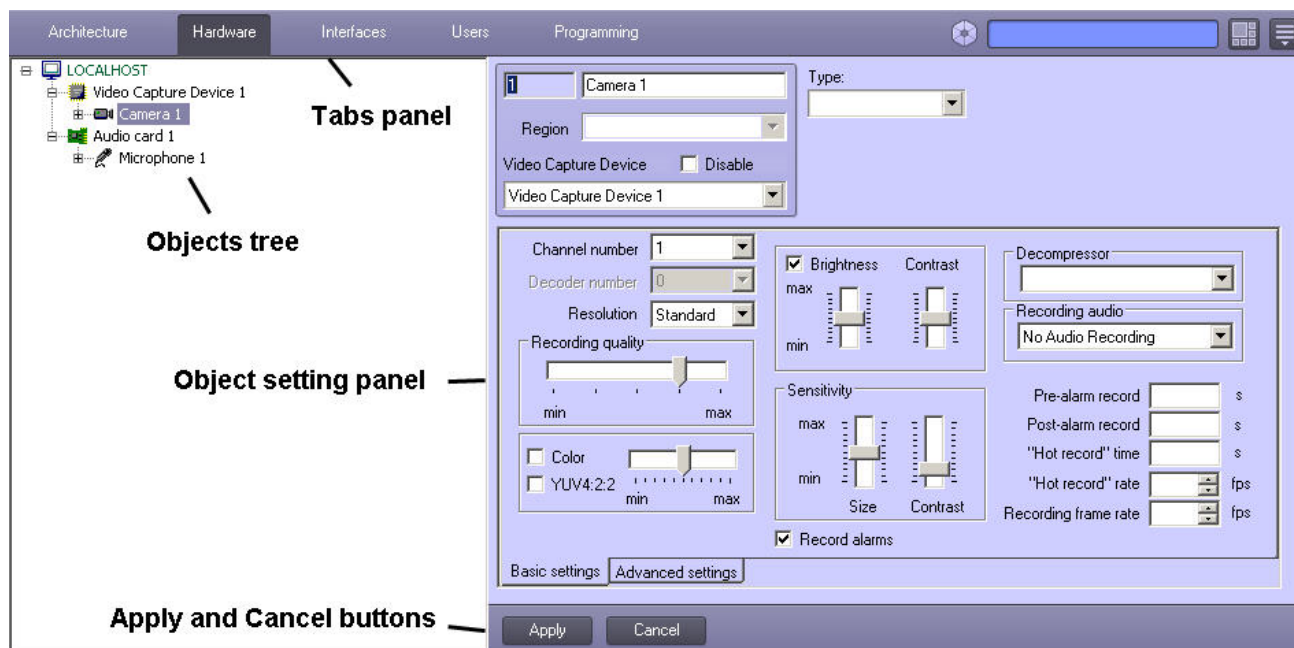 Architecture Hardware Interfaces Users Programming
LOCALHOST
Video Capture Device 1
Camera 1
Audio card 1
Microphone 1
Tabs panel
Objects tree
Object setting panel
Apply and Cancel buttons
1 Camera 1
Type:
Region
Video Capture Device Disable
Video Capture Device 1
Channel number 1
Decoder number 0
Resolution Standard
Recording quality
min max
Color
YUV4:2:2
min max
Brightness Contrast
max
min
Sensitivity
max
min
Size Contrast
Record alarms
Decompressor
Recording audio
No Audio Recording
Pre-alarm record s
Post-alarm record s
"Hot record" time s
"Hot record" rate fps
Recording frame rate fps
Basic settings Advanced settings
Apply Cancel